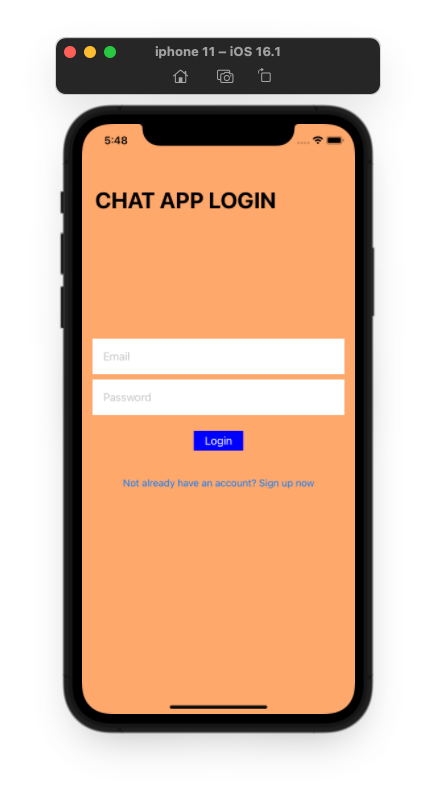 iphone 11 – iOS 16.1
5:48
CHAT APP LOGIN
Email
Password
Login
Not already have an account? Sign up now